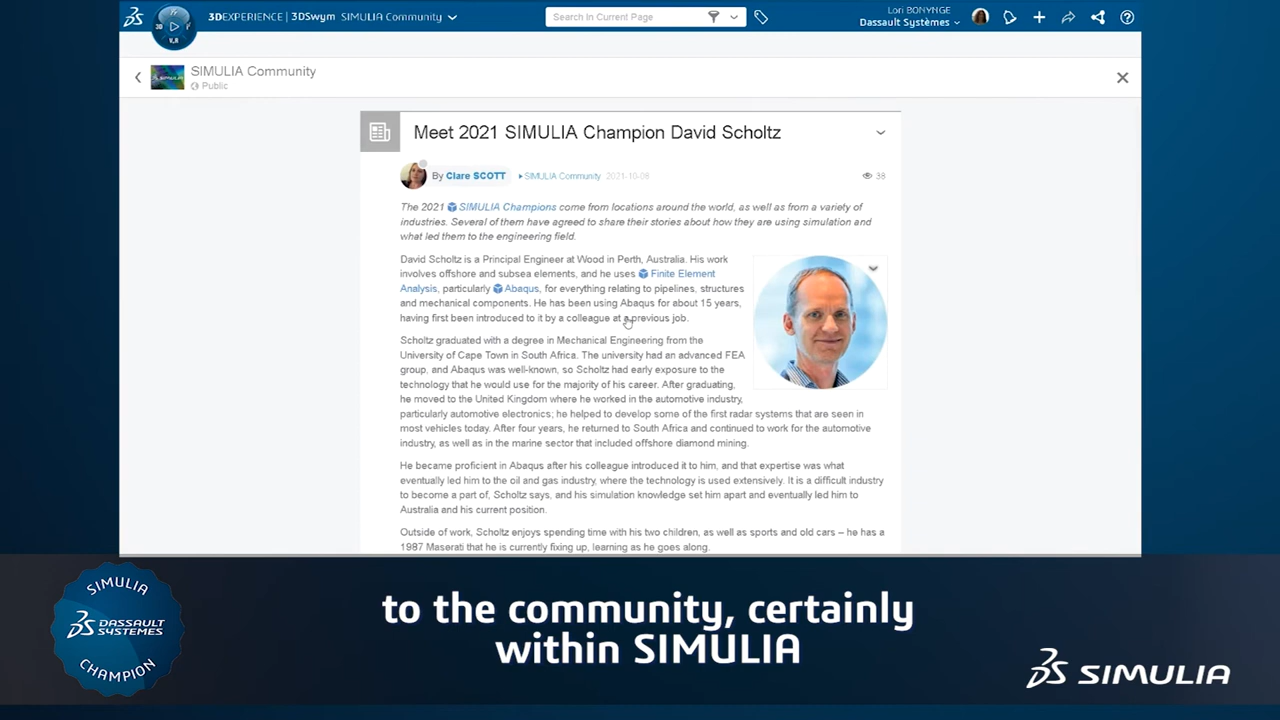 3DEXPERIENCE | 3DSwym SIMULIA Community
Search In Current Page
Lori BONYNGE
Dassault Systèmes
3D
V.R
SIMULIA Community
Public
Meet 2021 SIMULIA Champion David Scholtz
By Clare SCOTT SIMULIA Community 2021-10-08 38
The 2021 SIMULIA Champions come from locations around the world, as well as from a variety of
industries. Several of them have agreed to share their stories about how they are using simulation and
what led them to the engineering field.
David Scholtz is a Principal Engineer at Wood in Perth, Australia. His work
involves offshore and subsea elements, and he uses Finite Element
Analysis, particularly Abaqus, for everything relating to pipelines, structures
and mechanical components. He has been using Abaqus for about 15 years,
having first been introduced to it by a colleague at a previous job.
Scholtz graduated with a degree in Mechanical Engineering from the
University of Cape Town in South Africa. The university had an advanced FEA
group, and Abaqus was well-known, so Scholtz had early exposure to the
technology that he would use for the majority of his career. After graduating,
he moved to the United Kingdom where he worked in the automotive industry,
particularly automotive electronics; he helped to develop some of the first radar systems that are seen in
most vehicles today. After four years, he returned to South Africa and continued to work for the automotive
industry, as well as in the marine sector that included offshore diamond mining.
He became proficient in Abaqus after his colleague introduced it to him, and that expertise was what
eventually led him to the oil and gas industry, where the technology is used extensively. It is a difficult industry
to become a part of, Scholtz says, and his simulation knowledge set him apart and eventually led him to
Australia and his current position.
Outside of work, Scholtz enjoys spending time with his two children, as well as sports and old cars – he has a
1987 Maserati that he is currently fixing up, learning as he goes along.
SIMULIA
DASSAULT
SYSTEMES
CHAMPION
to the community, certainly
within SIMULIA
SIMULIA